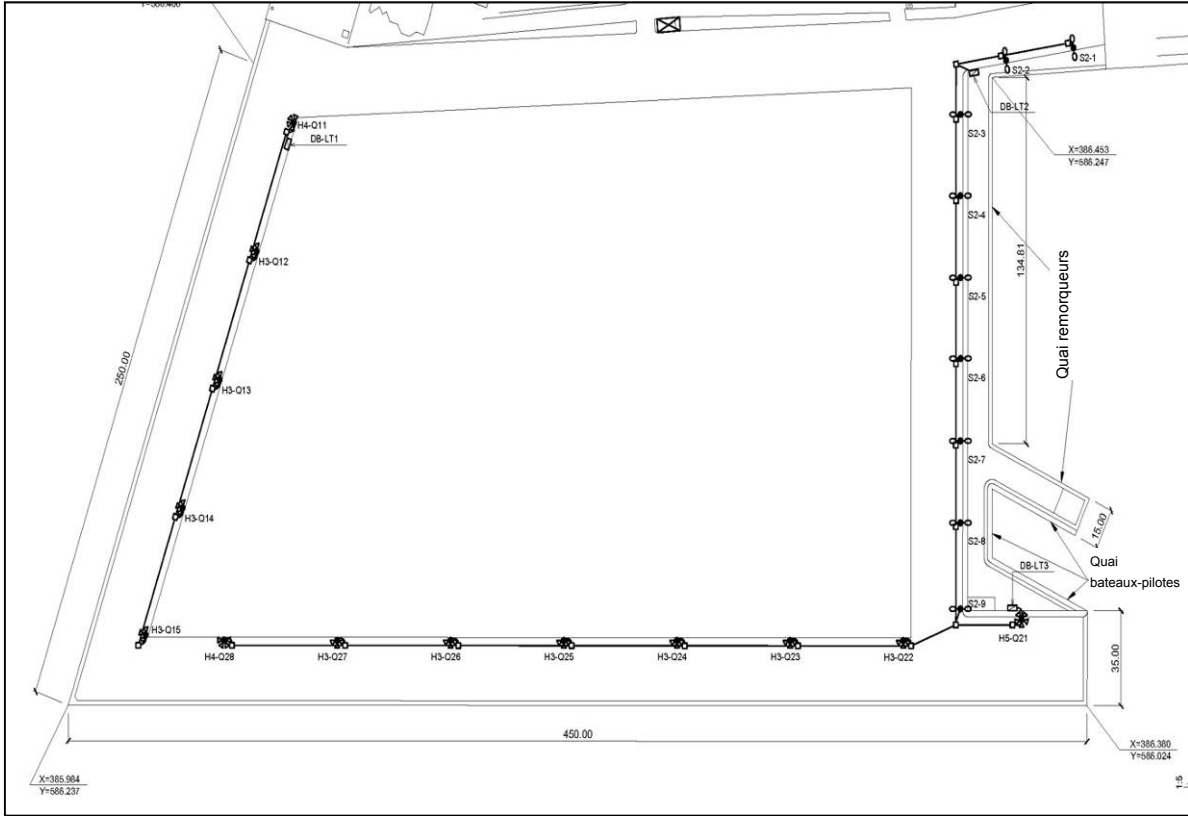 S2-1
S2-2
H4-Q11
DB-LT1
DB-LT2
S2-3
X=386.453
Y=586.247
S2-4
H3-Q12
Quai remorqueurs
134.81
S2-5
250.00
H3-Q13
S2-6
S2-7
H3-Q14
15.00
S2-8
Quai
bateaux-pilotes
DB-LT3
S2-9
H3-Q15
H5-Q21
H4-Q28
H3-Q27
H3-Q26
H3-Q25
H3-Q24
H3-Q23
H3-Q22
35.00
450.00
X=386.380
Y=586.024
X=385.984
Y=586.237